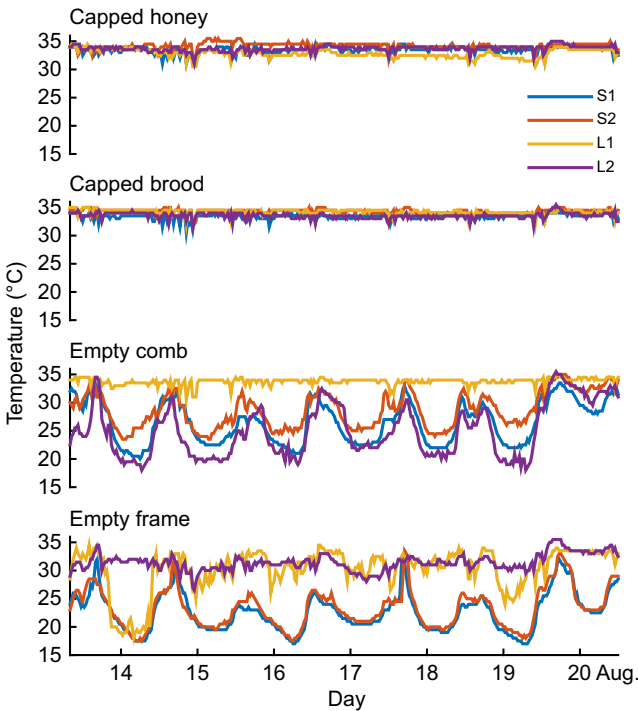 Capped honey
35
30
25
20
15
S1
S2
L1
L2
Capped brood
35
30
25
20
15
Temperature (°C)
Empty comb
35
30
25
20
15
Empty frame
35
30
25
20
15
14 15 16 17 18 19 20 Aug.
Day